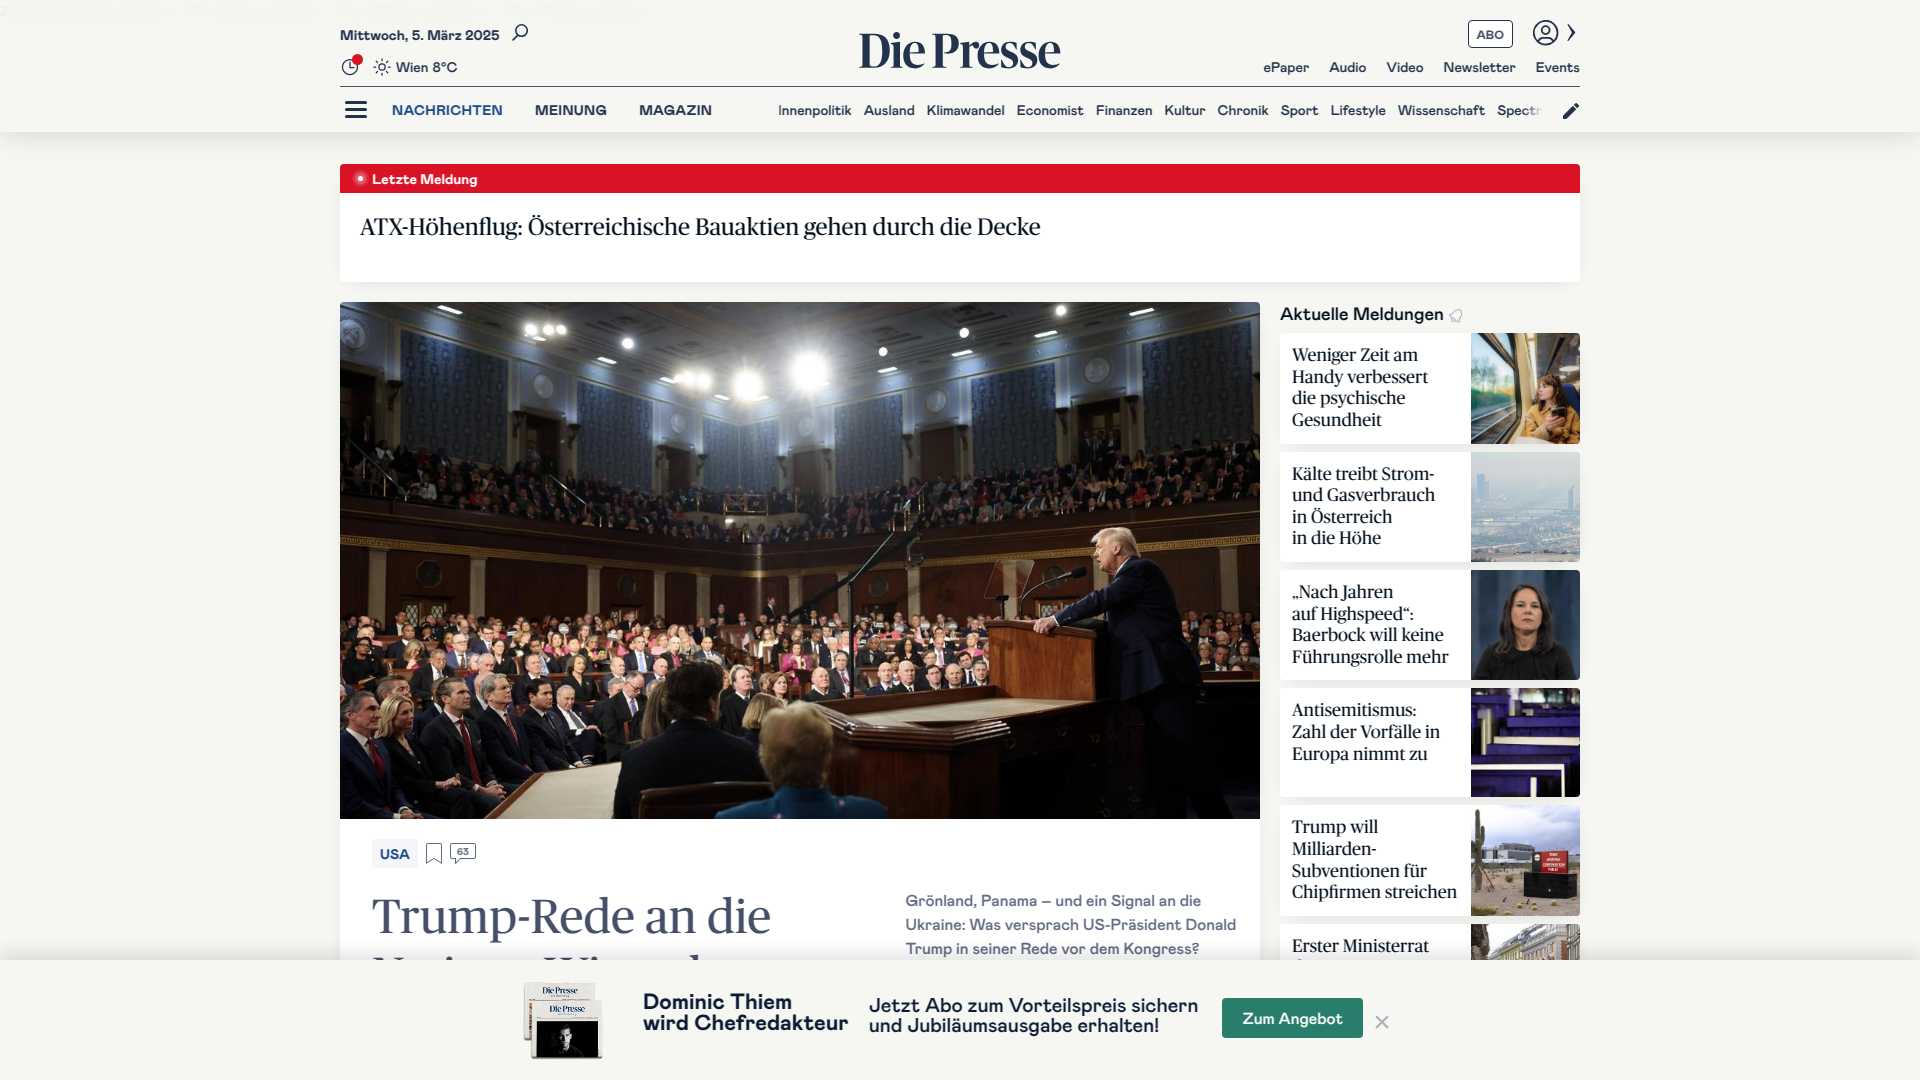 Mittwoch, 5. März 2025
Die Presse
ABO
Wien 8°C
ePaper Audio Video Newsletter Events
NACHRICHTEN MEINUNG MAGAZIN
Innenpolitik Ausland Klimawandel Economist Finanzen Kultur Chronik Sport Lifestyle Wissenschaft
Letzte Meldung
ATX-Höhenflug: Österreichische Bauaktien gehen durch die Decke
Aktuelle Meldungen
Weniger Zeit am
Handy verbessert
die psychische
Gesundheit
Kälte treibt Strom-
und Gasverbrauch
in Österreich
in die Höhe
„Nach Jahren
auf Highspeed“:
Baerbock will keine
Führungsrolle mehr
Antisemitismus:
Zahl der Vorfälle in
Europa nimmt zu
Trump will
Milliarden-
Subventionen für
Chipfirmen streichen
Erster Ministerrat
USA
63
Trump-Rede an die
Grönland, Panama – und ein Signal an die
Ukraine: Was versprach US-Präsident Donald
Trump in seiner Rede vor dem Kongress?
Die Presse
Die Presse
Dominic Thiem
wird Chefredakteur
Jetzt Abo zum Vorteilspreis sichern
und Jubiläumsausgabe erhalten!
Zum Angebot